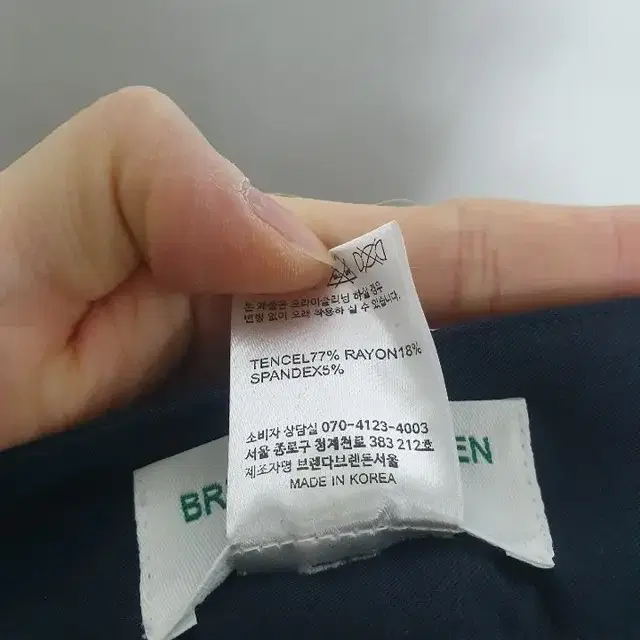 본 제품은 드라이클리닝 하실 경우
변형 없이 오래 착용하실 수 있습니다.
TENCEL77% RAYON18%
SPANDEX5%
소비자 상담실 070-4123-4003
서울 종로구 청계천로 383 212호
제조자명 브렌다브렌든서울
MADE IN KOREA
BR EN